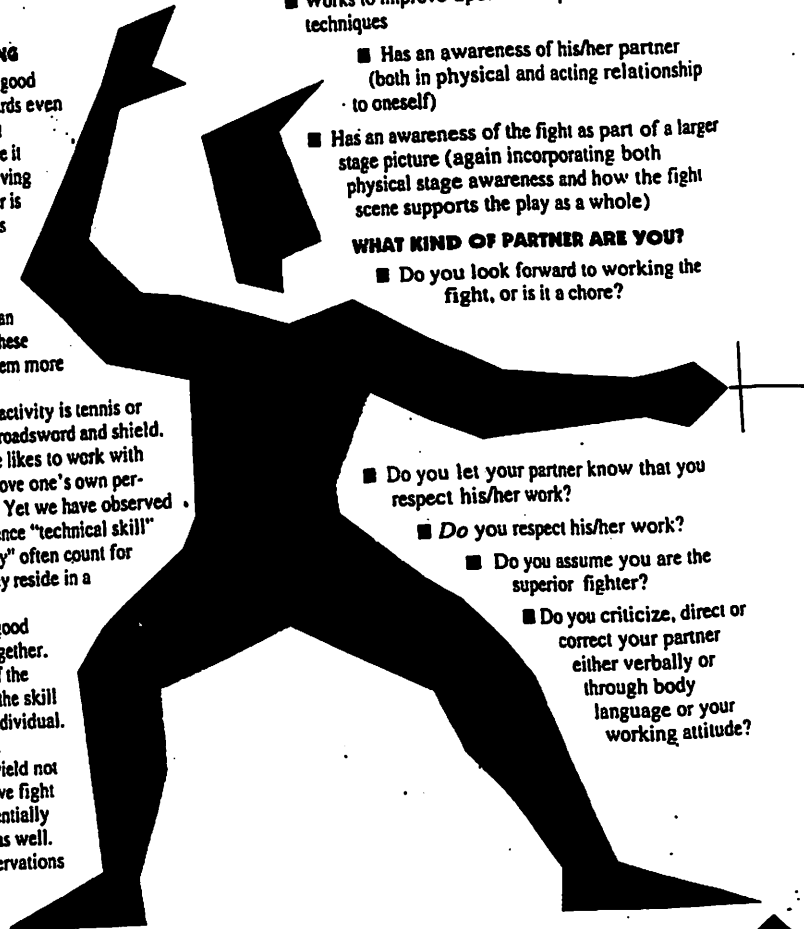 techniques
■ Has an awareness of his/her partner
(both in physical and acting relationship
to oneself)
■ Has an awareness of the fight as part of a larger
stage picture (again incorporating both
physical stage awareness and how the fight
scene supports the play as a whole)
WHAT KIND OF PARTNER ARE YOU?
■ Do you look forward to working the
fight, or is it a chore?
■ Do you let your partner know that you
respect his/her work?
■ Do you respect his/her work?
■ Do you assume you are the
superior fighter?
■ Do you criticize, direct or
correct your partner
either verbally or
through body
language or your
working attitude?
NG
good
rds even
e it
ving
r is
s
an
hese
em more
activity is tennis or
roadsword and shield.
e likes to work with
ove one's own per-
Yet we have observed
ence "technical skill"
y" often count for
y reside in a
good
gether.
f the
the skill
dividual.
ield not
ve fight
entially
as well.
ervations